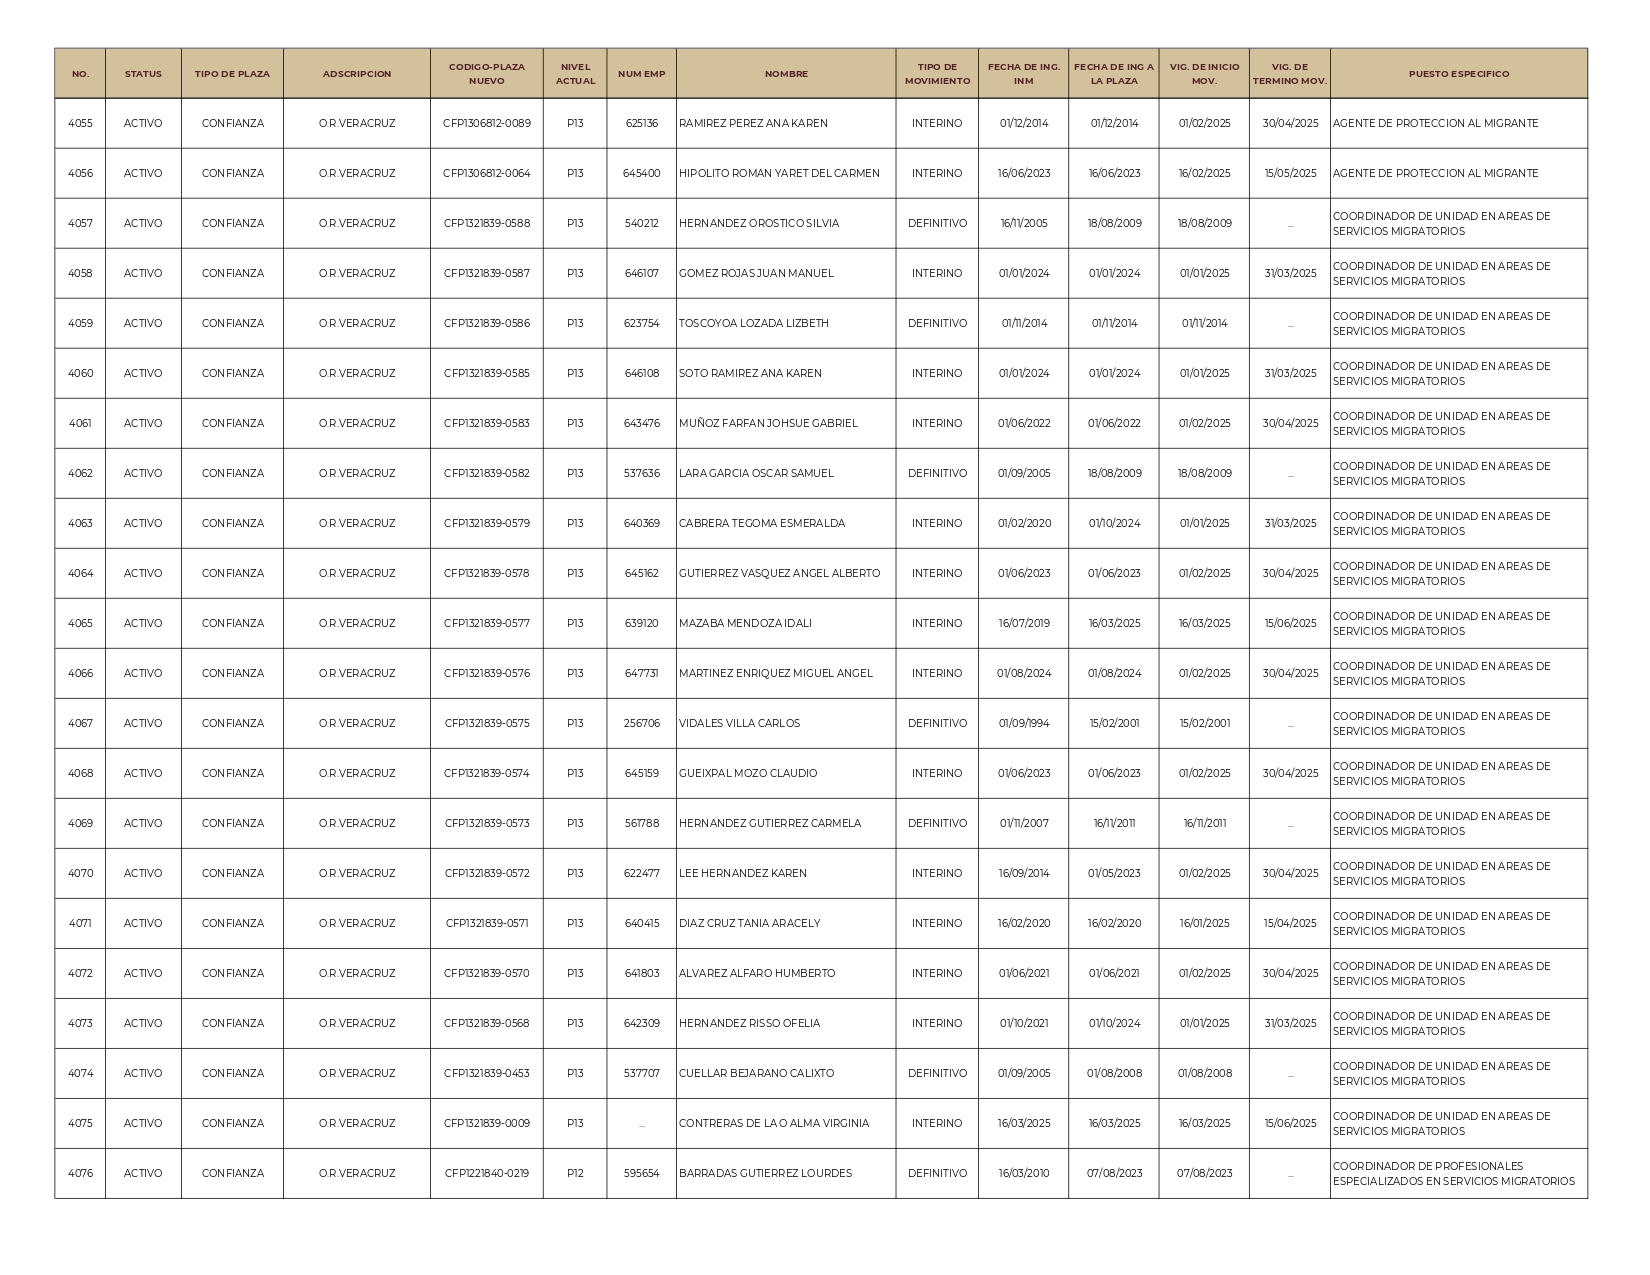 NO. STATUS TIPO DE PLAZA ADSCRIPCION CODIGO-PLAZA NUEVO NIVEL ACTUAL NUM EMP NOMBRE TIPO DE MOVIMIENTO FECHA DE ING. INM FECHA DE ING A LA PLAZA VIG. DE INICIO MOV. VIG. DE TERMINO MOV. PUESTO ESPECIFICO
4055 ACTIVO CONFIANZA O.R.VERACRUZ CFP1306812-0089 P13 625136 RAMIREZ PEREZ ANA KAREN INTERINO 01/12/2014 01/12/2014 01/02/2025 30/04/2025 AGENTE DE PROTECCION AL MIGRANTE
4056 ACTIVO CONFIANZA O.R.VERACRUZ CFP1306812-0064 P13 645400 HIPOLITO ROMAN YARET DEL CARMEN INTERINO 16/06/2023 16/06/2023 16/02/2025 15/05/2025 AGENTE DE PROTECCION AL MIGRANTE
4057 ACTIVO CONFIANZA O.R.VERACRUZ CFP1321839-0588 P13 540212 HERNANDEZ OROSTICO SILVIA DEFINITIVO 16/11/2005 18/08/2009 18/08/2009 ... COORDINADOR DE UNIDAD EN AREAS DE SERVICIOS MIGRATORIOS
4058 ACTIVO CONFIANZA O.R.VERACRUZ CFP1321839-0587 P13 646107 GOMEZ ROJAS JUAN MANUEL INTERINO 01/01/2024 01/01/2024 01/01/2025 31/03/2025 COORDINADOR DE UNIDAD EN AREAS DE SERVICIOS MIGRATORIOS
4059 ACTIVO CONFIANZA O.R.VERACRUZ CFP1321839-0586 P13 623754 TOSCOYOA LOZADA LIZBETH DEFINITIVO 01/11/2014 01/11/2014 01/11/2014 ... COORDINADOR DE UNIDAD EN AREAS DE SERVICIOS MIGRATORIOS
4060 ACTIVO CONFIANZA O.R.VERACRUZ CFP1321839-0585 P13 646108 SOTO RAMIREZ ANA KAREN INTERINO 01/01/2024 01/01/2024 01/01/2025 31/03/2025 COORDINADOR DE UNIDAD EN AREAS DE SERVICIOS MIGRATORIOS
4061 ACTIVO CONFIANZA O.R.VERACRUZ CFP1321839-0583 P13 643476 MUÑOZ FARFAN JOHSUE GABRIEL INTERINO 01/06/2022 01/06/2022 01/02/2025 30/04/2025 COORDINADOR DE UNIDAD EN AREAS DE SERVICIOS MIGRATORIOS
4062 ACTIVO CONFIANZA O.R.VERACRUZ CFP1321839-0582 P13 537636 LARA GARCIA OSCAR SAMUEL DEFINITIVO 01/09/2005 18/08/2009 18/08/2009 ... COORDINADOR DE UNIDAD EN AREAS DE SERVICIOS MIGRATORIOS
4063 ACTIVO CONFIANZA O.R.VERACRUZ CFP1321839-0579 P13 640369 CABRERA TEGOMA ESMERALDA INTERINO 01/02/2020 01/10/2024 01/01/2025 31/03/2025 COORDINADOR DE UNIDAD EN AREAS DE SERVICIOS MIGRATORIOS
4064 ACTIVO CONFIANZA O.R.VERACRUZ CFP1321839-0578 P13 645162 GUTIERREZ VASQUEZ ANGEL ALBERTO INTERINO 01/06/2023 01/06/2023 01/02/2025 30/04/2025 COORDINADOR DE UNIDAD EN AREAS DE SERVICIOS MIGRATORIOS
4065 ACTIVO CONFIANZA O.R.VERACRUZ CFP1321839-0577 P13 639120 MAZABA MENDOZA IDALI INTERINO 16/07/2019 16/03/2025 16/03/2025 15/06/2025 COORDINADOR DE UNIDAD EN AREAS DE SERVICIOS MIGRATORIOS
4066 ACTIVO CONFIANZA O.R.VERACRUZ CFP1321839-0576 P13 647731 MARTINEZ ENRIQUEZ MIGUEL ANGEL INTERINO 01/08/2024 01/08/2024 01/02/2025 30/04/2025 COORDINADOR DE UNIDAD EN AREAS DE SERVICIOS MIGRATORIOS
4067 ACTIVO CONFIANZA O.R.VERACRUZ CFP1321839-0575 P13 256706 VIDALES VILLA CARLOS DEFINITIVO 01/09/1994 15/02/2001 15/02/2001 ... COORDINADOR DE UNIDAD EN AREAS DE SERVICIOS MIGRATORIOS
4068 ACTIVO CONFIANZA O.R.VERACRUZ CFP1321839-0574 P13 645159 GUEIXPAL MOZO CLAUDIO INTERINO 01/06/2023 01/06/2023 01/02/2025 30/04/2025 COORDINADOR DE UNIDAD EN AREAS DE SERVICIOS MIGRATORIOS
4069 ACTIVO CONFIANZA O.R.VERACRUZ CFP1321839-0573 P13 561788 HERNANDEZ GUTIERREZ CARMELA DEFINITIVO 01/11/2007 16/11/2011 16/11/2011 ... COORDINADOR DE UNIDAD EN AREAS DE SERVICIOS MIGRATORIOS
4070 ACTIVO CONFIANZA O.R.VERACRUZ CFP1321839-0572 P13 622477 LEE HERNANDEZ KAREN INTERINO 16/09/2014 01/05/2023 01/02/2025 30/04/2025 COORDINADOR DE UNIDAD EN AREAS DE SERVICIOS MIGRATORIOS
4071 ACTIVO CONFIANZA O.R.VERACRUZ CFP1321839-0571 P13 640415 DIAZ CRUZ TANIA ARACELY INTERINO 16/02/2020 16/02/2020 16/01/2025 15/04/2025 COORDINADOR DE UNIDAD EN AREAS DE SERVICIOS MIGRATORIOS
4072 ACTIVO CONFIANZA O.R.VERACRUZ CFP1321839-0570 P13 641803 ALVAREZ ALFARO HUMBERTO INTERINO 01/06/2021 01/06/2021 01/02/2025 30/04/2025 COORDINADOR DE UNIDAD EN AREAS DE SERVICIOS MIGRATORIOS
4073 ACTIVO CONFIANZA O.R.VERACRUZ CFP1321839-0568 P13 642309 HERNANDEZ RISSO OFELIA INTERINO 01/10/2021 01/10/2024 01/01/2025 31/03/2025 COORDINADOR DE UNIDAD EN AREAS DE SERVICIOS MIGRATORIOS
4074 ACTIVO CONFIANZA O.R.VERACRUZ CFP1321839-0453 P13 537707 CUELLAR BEJARANO CALIXTO DEFINITIVO 01/09/2005 01/08/2008 01/08/2008 ... COORDINADOR DE UNIDAD EN AREAS DE SERVICIOS MIGRATORIOS
4075 ACTIVO CONFIANZA O.R.VERACRUZ CFP1321839-0009 P13 ... CONTRERAS DE LA O ALMA VIRGINIA INTERINO 16/03/2025 16/03/2025 16/03/2025 15/06/2025 COORDINADOR DE UNIDAD EN AREAS DE SERVICIOS MIGRATORIOS
4076 ACTIVO CONFIANZA O.R.VERACRUZ CFP1221840-0219 P12 595654 BARRADAS GUTIERREZ LOURDES DEFINITIVO 16/03/2010 07/08/2023 07/08/2023 ... COORDINADOR DE PROFESIONALES ESPECIALIZADOS EN SERVICIOS MIGRATORIOS